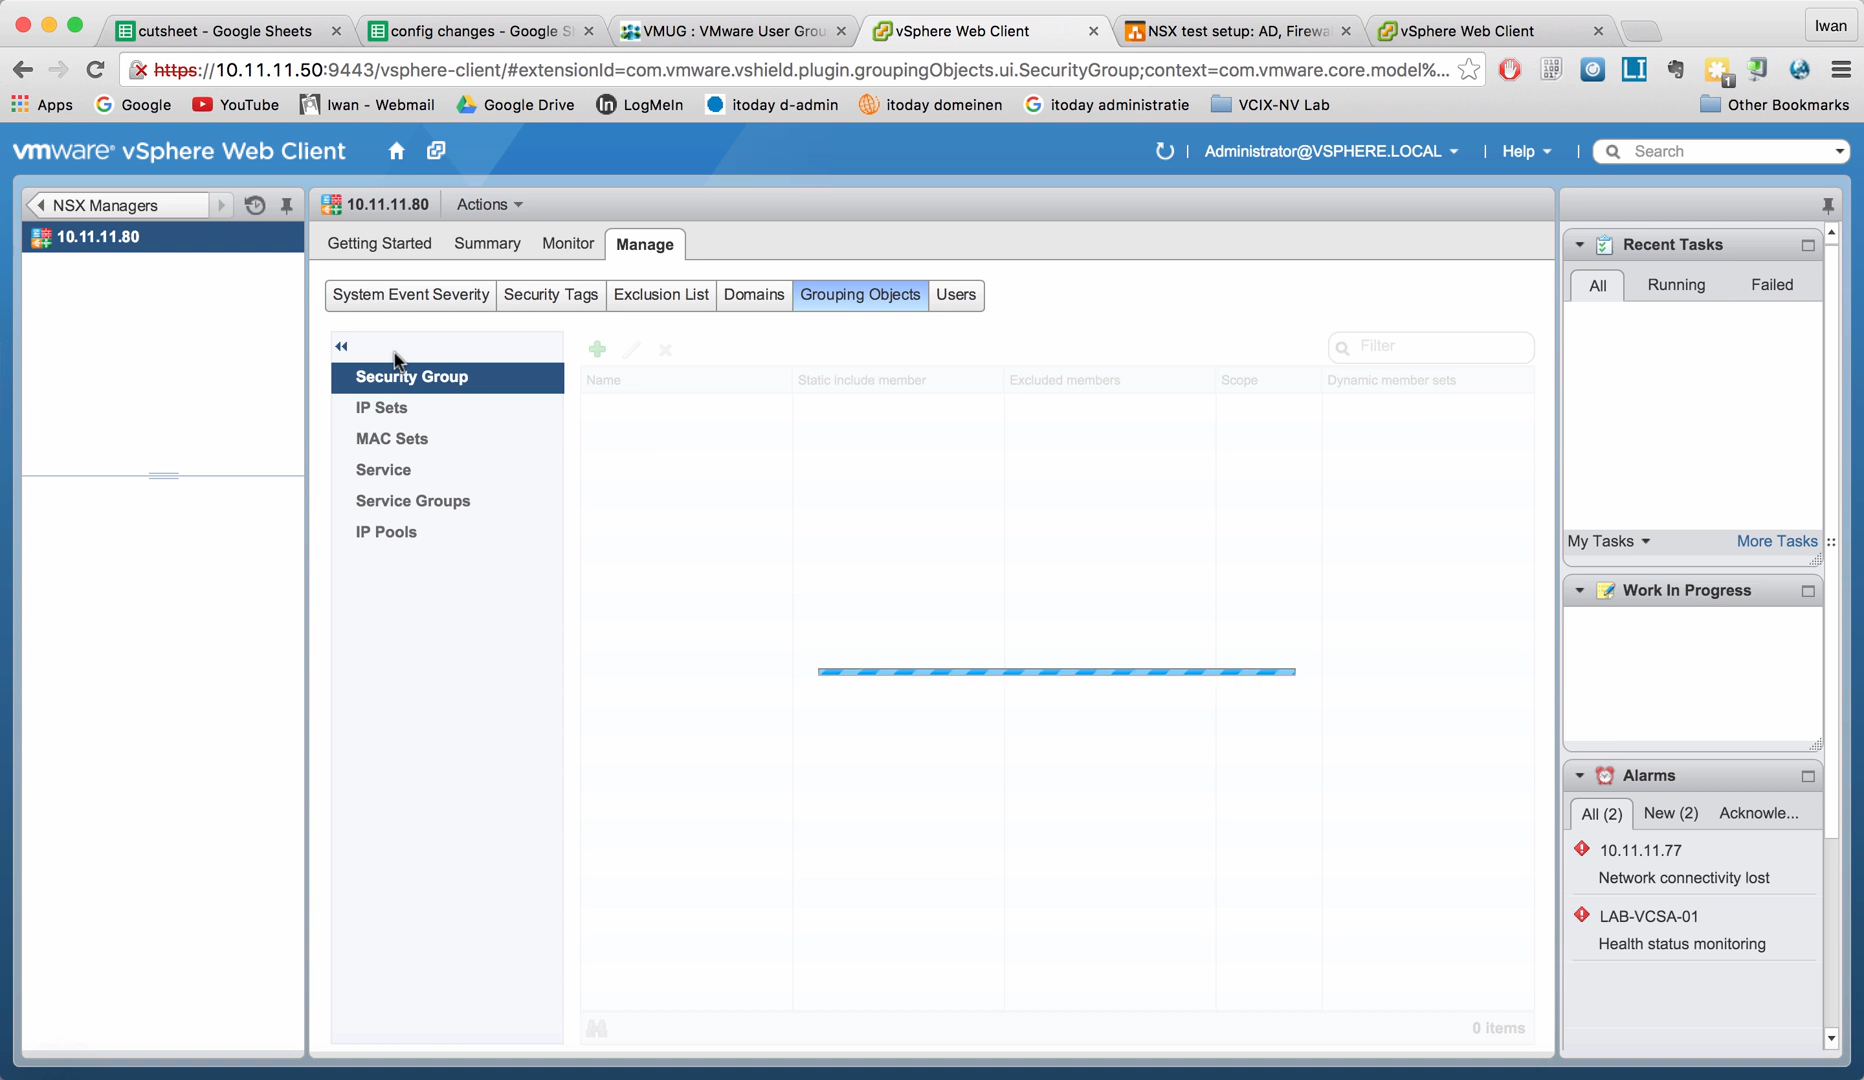 cutsheet - Google Sheets
config changes - Google S
VMUG : VMware User Grou
vSphere Web Client
NSX test setup: AD, Firewa
vSphere Web Client
Iwan
https://10.11.11.50:9443/vsphere-client/#extensionId=com.vmware.vshield.plugin.groupingObjects.ui.SecurityGroup;context=com.vmware.core.model%...
Apps
Google
YouTube
Iwan - Webmail
Google Drive
LogMeIn
itoday d-admin
itoday domeinen
itoday administratie
VCIX-NV Lab
Other Bookmarks
vmware vSphere Web Client
Administrator@VSPHERE.LOCAL
Help
Search
NSX Managers
10.11.11.80
10.11.11.80
Actions
Getting Started
Summary
Monitor
Manage
System Event Severity
Security Tags
Exclusion List
Domains
Grouping Objects
Users
Security Group
IP Sets
MAC Sets
Service
Service Groups
IP Pools
Filter
Name
Static include member
Excluded members
Scope
Dynamic member sets
0 items
Recent Tasks
All
Running
Failed
My Tasks
More Tasks
Work In Progress
Alarms
All (2)
New (2)
Acknowle...
10.11.11.77
Network connectivity lost
LAB-VCSA-01
Health status monitoring